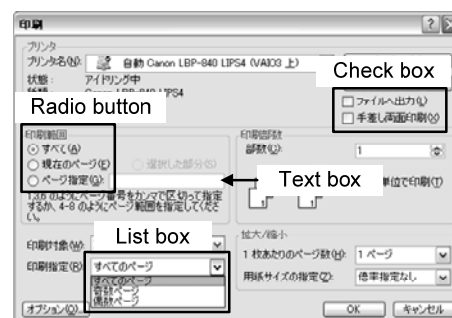 印刷
プリンタ
プリンタ名(N): 自動 Canon LBP-840 LIPS4 (VAIO3 上)
状態: アイドリング中
Check box
Radio button
ファイルへ出力(L)
手差し両面印刷(X)
印刷範囲
すべて(A)
現在のページ(E) 選択した部分(S)
ページ指定(G):
1,3,6 のようにページ番号をカンマで区切って指定
するか、4-8 のようにページ範囲を指定してくださ
い。
印刷部数
部数(C): 1
単位で印刷(T)
Text box
List box
印刷対象(W):
印刷指定(R): すべてのページ
すべてのページ
奇数ページ
偶数ページ
拡大/縮小
1 枚あたりのページ数(H): 1 ページ
用紙サイズの指定(Z): 倍率指定なし
オプション(O)... OK キャンセル